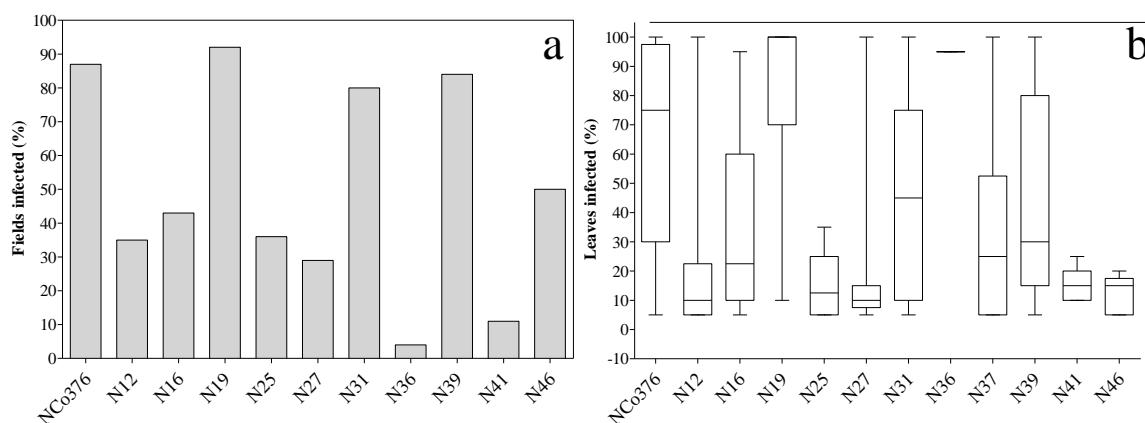 a
Fields infected (%)
100
90
80
70
60
50
40
30
20
10
0
NCo376
N12
N16
N19
N25
N27
N31
N36
N39
N41
N46
b
Leaves infected (%)
100
90
80
70
60
50
40
30
20
10
0
-10
NCo376
N12
N16
N19
N25
N27
N31
N36
N37
N39
N41
N46